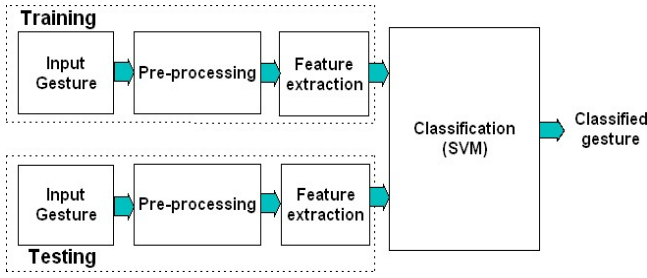 Training
Input
Gesture
Pre-processing
Feature
extraction
Classification
(SVM)
Classified
gesture
Input
Gesture
Pre-processing
Feature
extraction
Testing